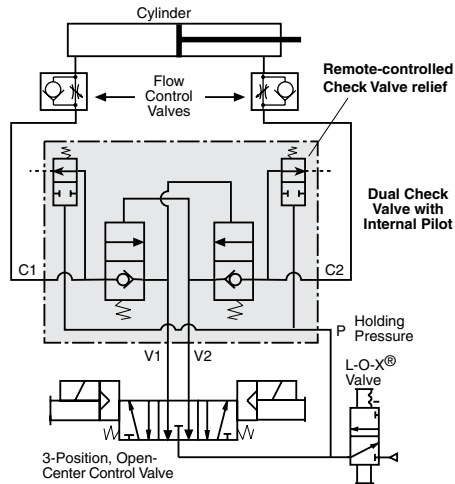 Cylinder
Flow
Control
Valves
Remote-controlled
Check Valve relief
Dual Check
Valve with
Internal Pilot
C1
C2
P
Holding
Pressure
V1
V2
L-O-X®
Valve
3-Position, Open-
Center Control Valve